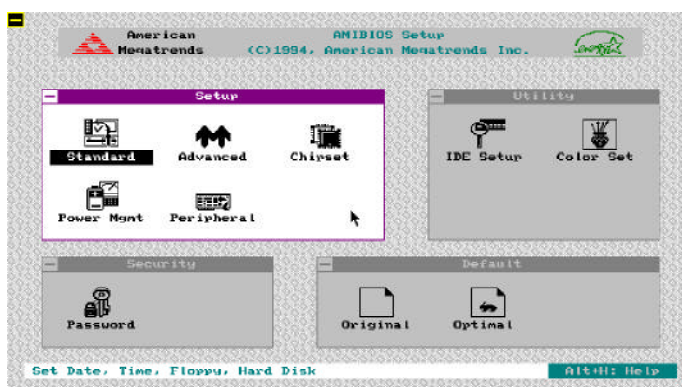 American Megatrends
AMIBIOS Setup
(C)1994, American Megatrends Inc.
energy
Setup
Utility
Standard
Advanced
Chipset
IDE Setup
Color Set
Power Mgmt
Peripheral
Security
Default
Password
Original
Optimal
Set Date, Time, Floppy, Hard Disk
Alt+H: Help